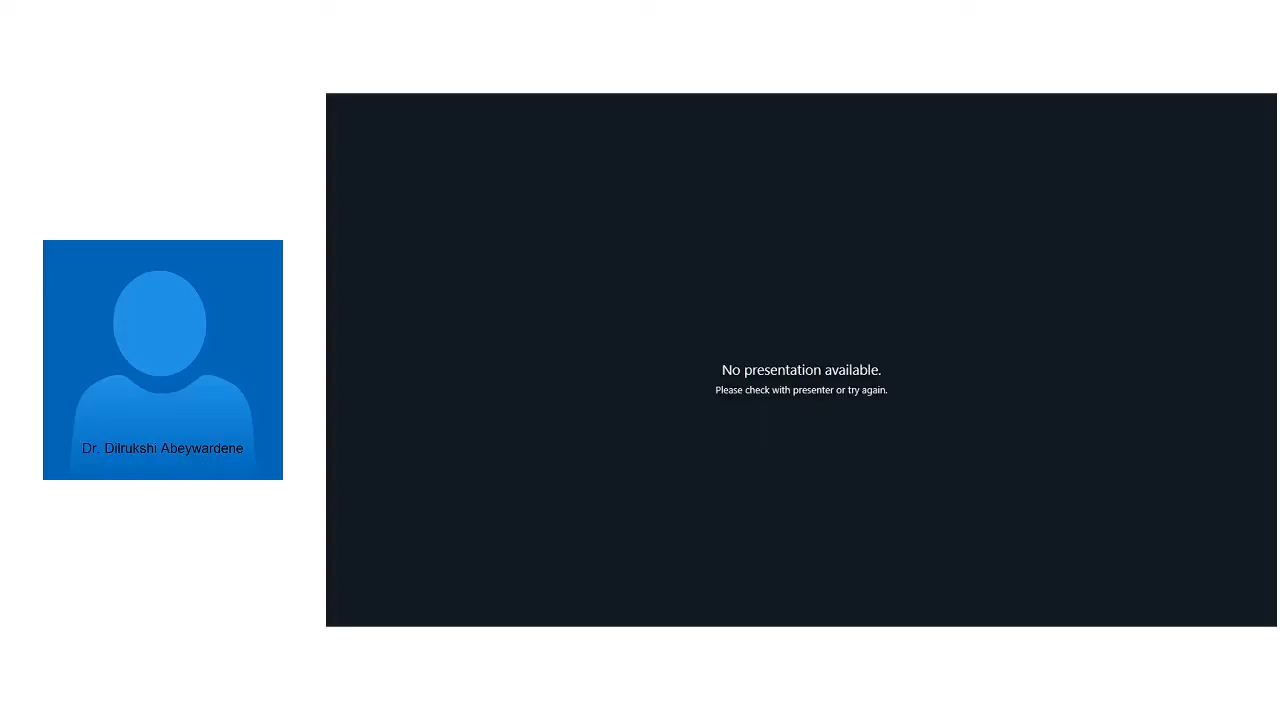 Dr. Dilrukshi Abeywardene
No presentation available.
Please check with presenter or try again.